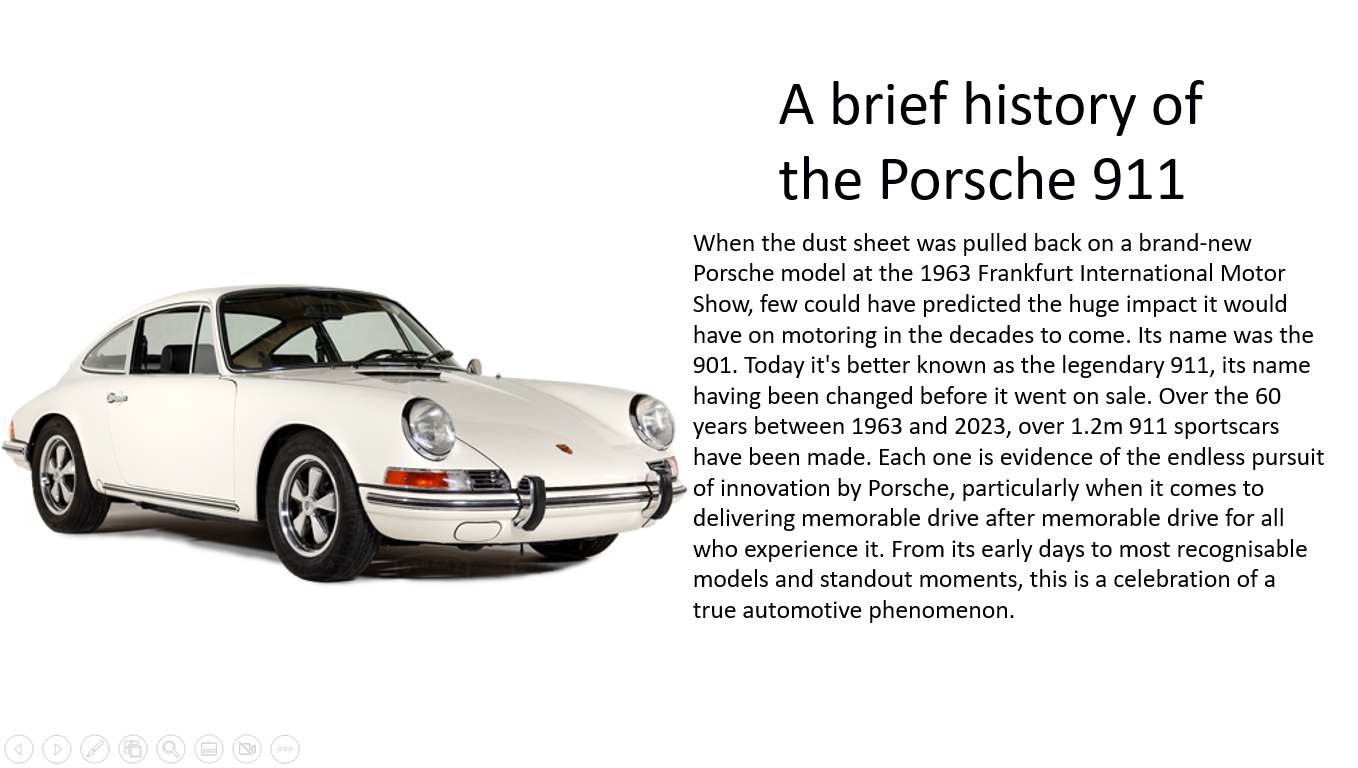 A brief history of
the Porsche 911
When the dust sheet was pulled back on a brand-new
Porsche model at the 1963 Frankfurt International Motor
Show, few could have predicted the huge impact it would
have on motoring in the decades to come. Its name was the
901. Today it's better known as the legendary 911, its name
having been changed before it went on sale. Over the 60
years between 1963 and 2023, over 1.2m 911 sportscars
have been made. Each one is evidence of the endless pursuit
of innovation by Porsche, particularly when it comes to
delivering memorable drive after memorable drive for all
who experience it. From its early days to most recognisable
models and standout moments, this is a celebration of a
true automotive phenomenon.